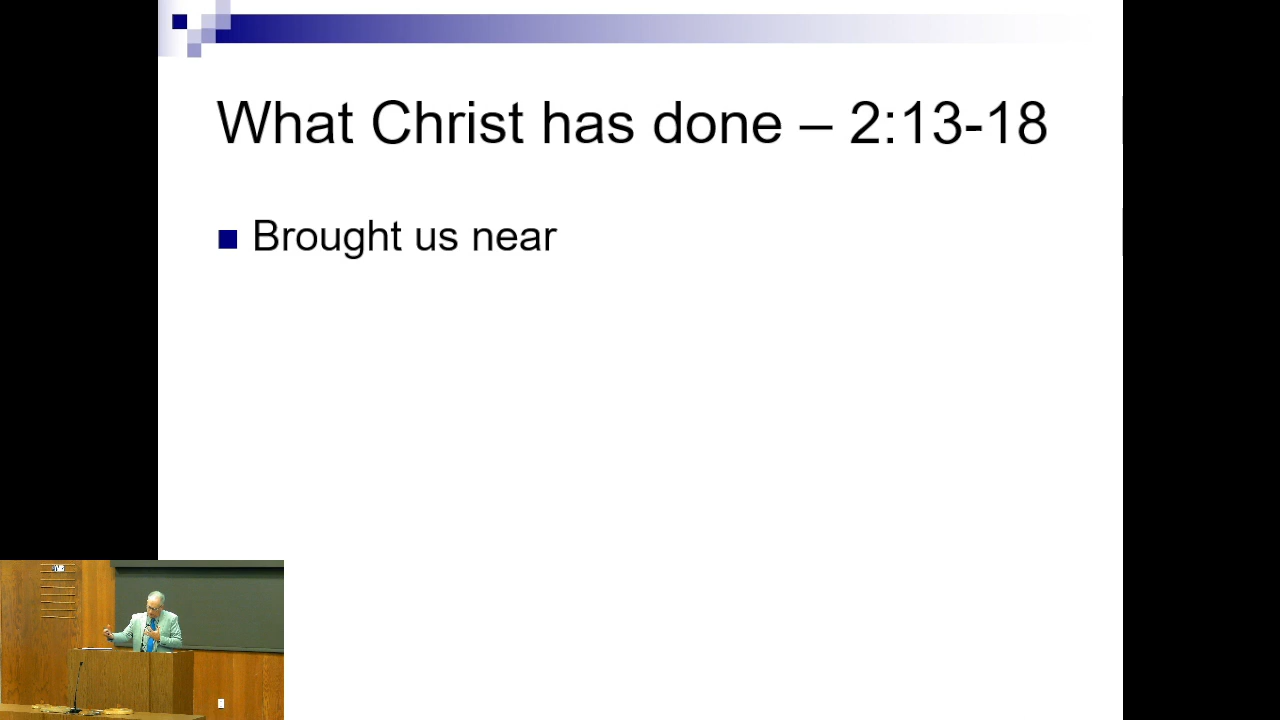 What Christ has done – 2:13-18
Brought us near